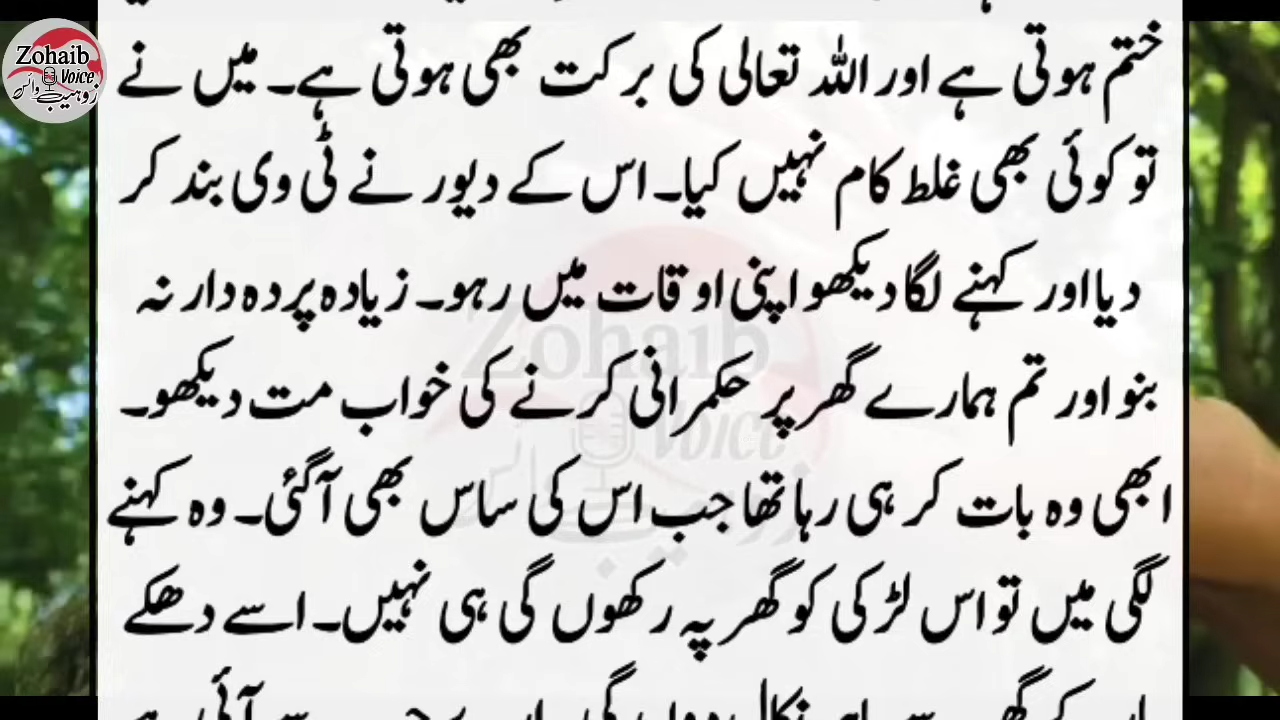 Zohaib
Voice
زوہیب وائس
ختم ہوتی ہے اور اللہ تعالی کی برکت بھی ہوتی ہے۔ میں نے
تو کوئی بھی غلط کام نہیں کیا۔ اس کے دیور نے ٹی وی بند کر
دیا اور کہنے لگا دیکھو اپنی اوقات میں رہو۔ زیادہ پردہ دار نہ
بنو اور تم ہمارے گھر پر حکمرانی کرنے کی خواب مت دیکھو۔
ابھی وہ بات کر ہی رہا تھا جب اس کی ساس بھی آگئی۔ وہ کہنے
لگی میں تو اس لڑکی کو گھر پہ رکھوں گی ہی نہیں۔ اسے دھکے